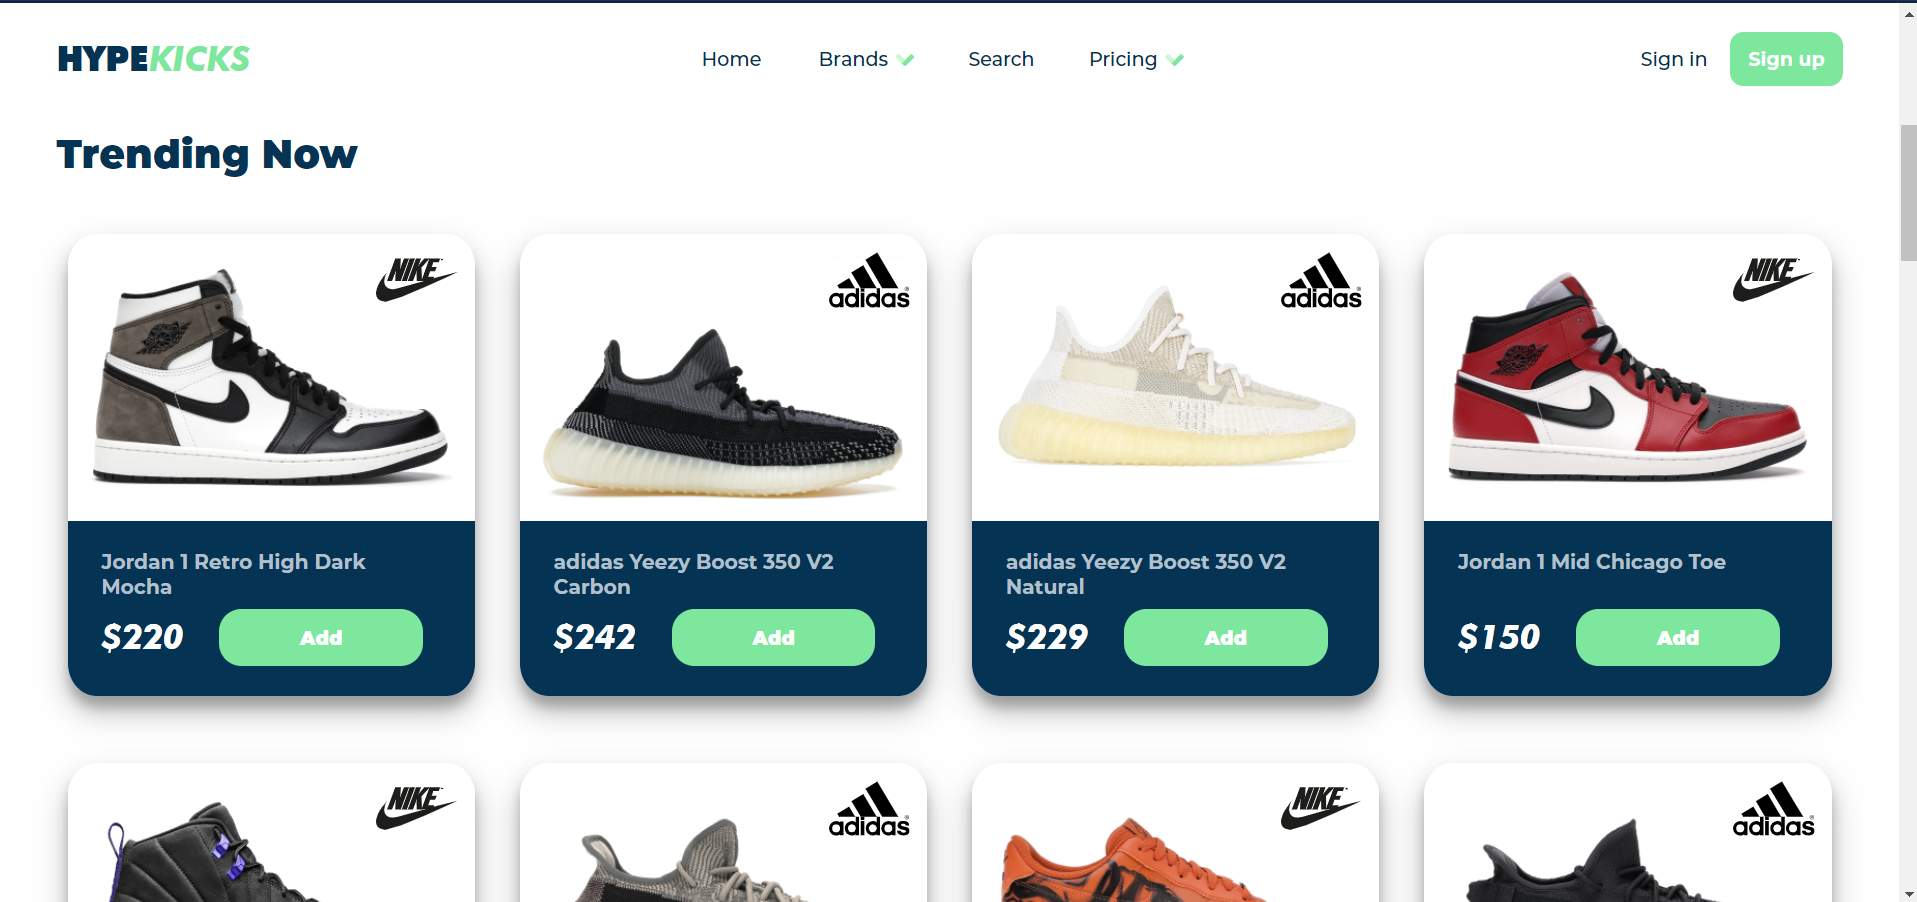 HYPEKICKS
Home
Brands
Search
Pricing
Sign in
Sign up
Trending Now
NIKE
adidas
adidas
NIKE
Jordan 1 Retro High Dark
Mocha
$220
Add
adidas Yeezy Boost 350 V2
Carbon
$242
Add
adidas Yeezy Boost 350 V2
Natural
$229
Add
Jordan 1 Mid Chicago Toe
$150
Add
NIKE
adidas
NIKE
adidas